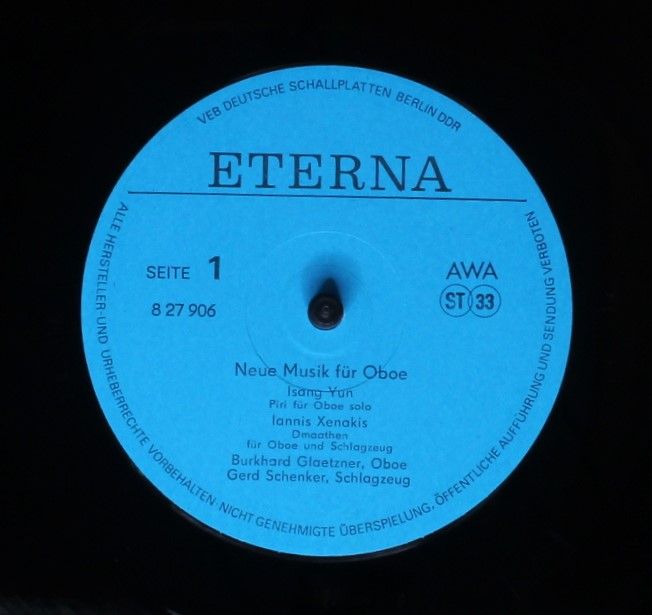 VEB DEUTSCHE SCHALLPLATTEN BERLIN DDR
ETERNA
SEITE 1
8 27 906
AWA
ST 33
Neue Musik für Oboe
Isang Yun
Piri für Oboe solo
Iannis Xenakis
Dmaathen
für Oboe und Schlagzeug
Burkhard Glaetzner, Oboe
Gerd Schenker, Schlagzeug
ALLE HERSTELLER-UND URHEBERRECHTE VORBEHALTEN NICHT GENEHMIGTE ÜBERSPIELUNG, ÖFFENTLICHE AUFFÜHRUNG UND SENDUNG VERBOTEN